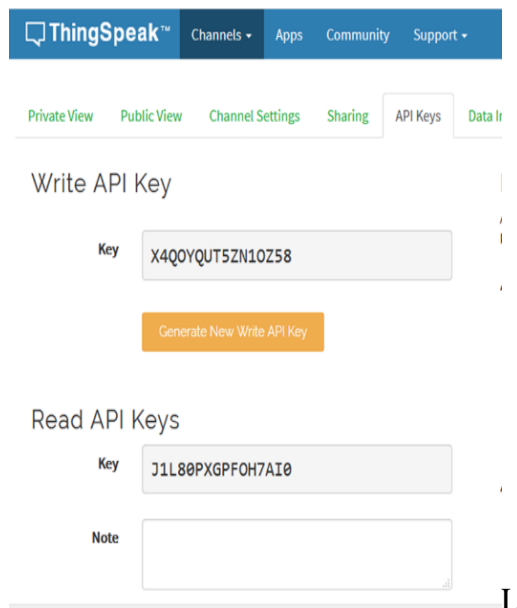 ThingSpeak™ Channels Apps Community Support
Private View Public View Channel Settings Sharing API Keys Data
Write API Key
Key X4QOYQUT5ZN1OZ58
Generate New Write API Key
Read API Keys
Key J1L80PXGPFOH7AI0
Note